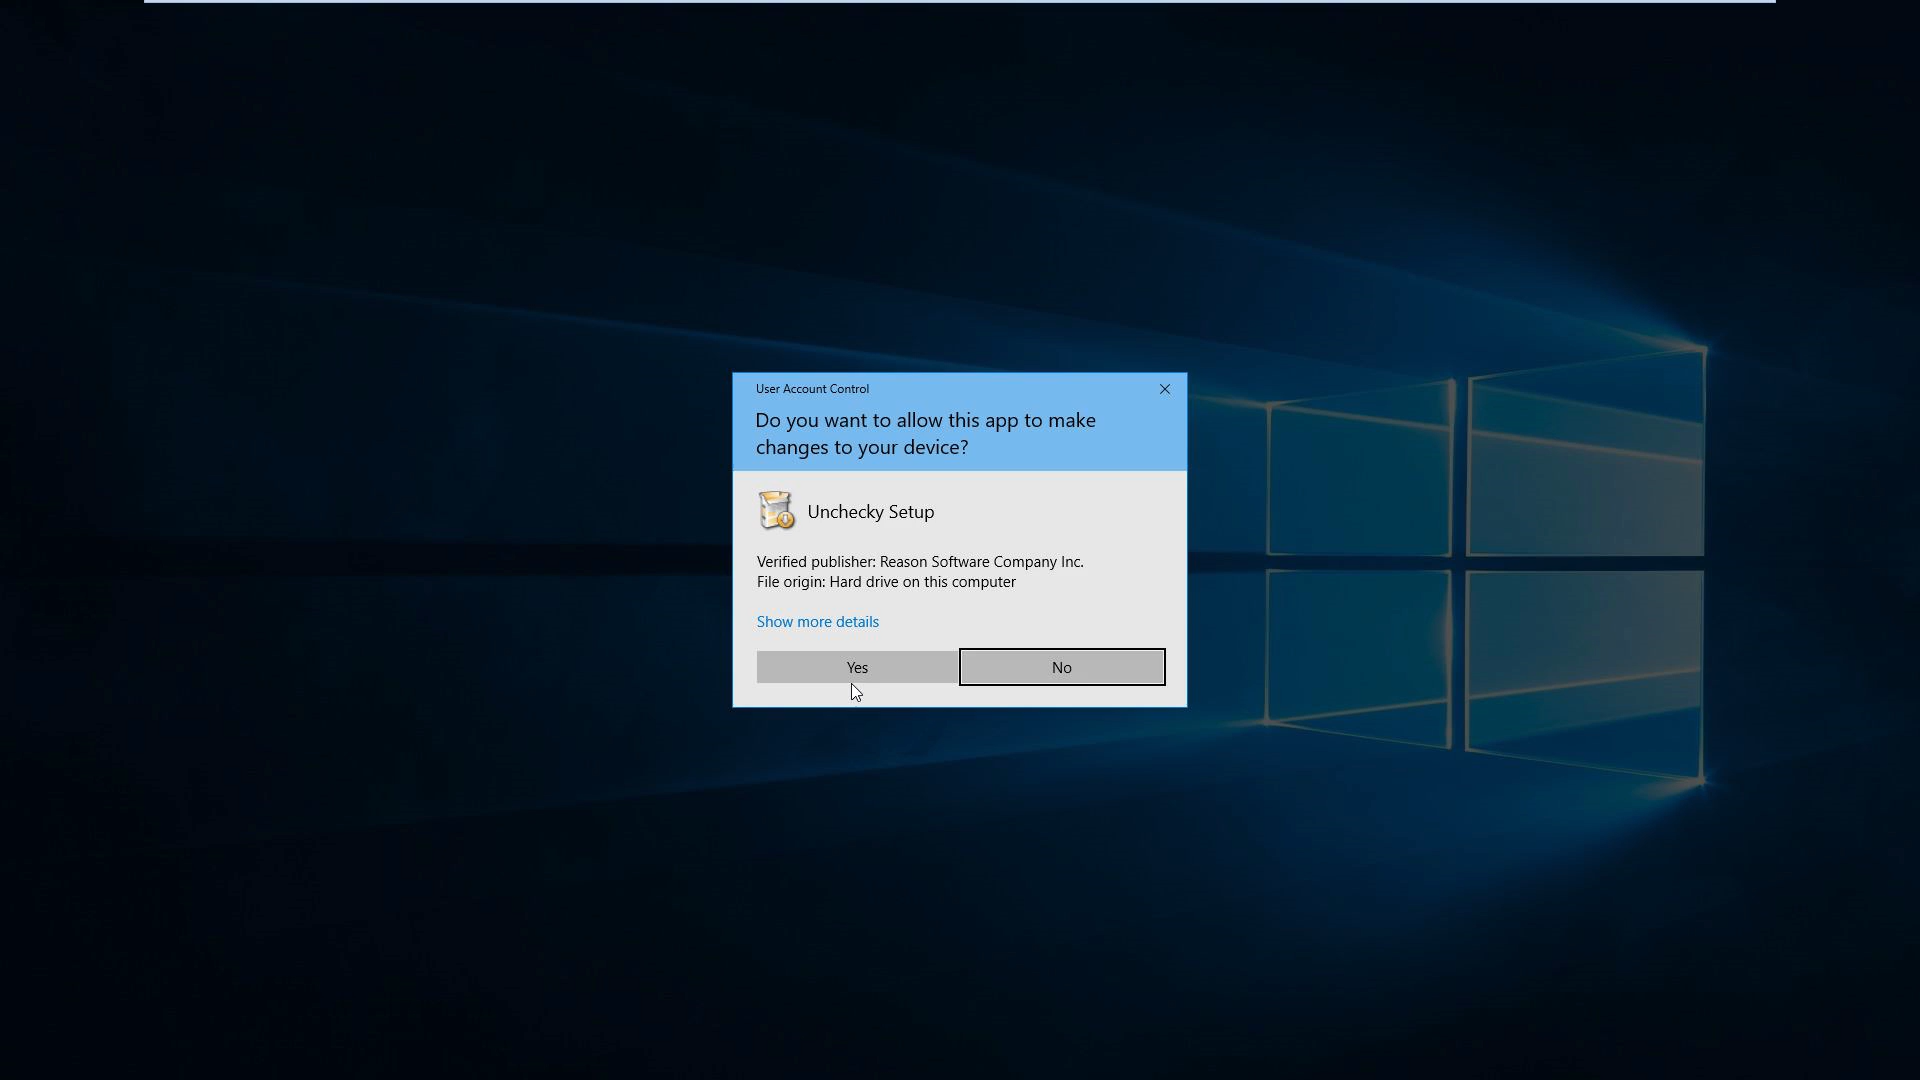 User Account Control
Do you want to allow this app to make
changes to your device?
Unchecky Setup
Verified publisher: Reason Software Company Inc.
File origin: Hard drive on this computer
Show more details
Yes
No